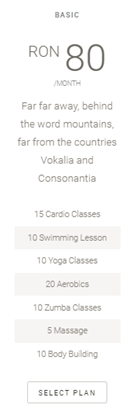 BASIC
RON 80
/MONTH
Far far away, behind
the word mountains,
far from the countries
Vokalia and
Consonantia
15 Cardio Classes
10 Swimming Lesson
10 Yoga Classes
20 Aerobics
10 Zumba Classes
5 Massage
10 Body Building
SELECT PLAN